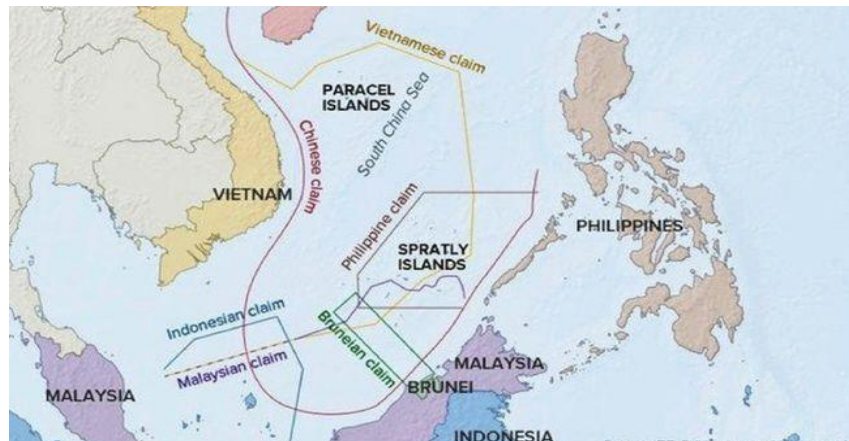 Vietnamese claim
PARACEL
ISLANDS
South China Sea
Chinese claim
VIETNAM
Philippine claim
PHILIPPINES
SPRATLY
ISLANDS
Indonesian claim
Bruneian claim
Malaysian claim
MALAYSIA
MALAYSIA
BRUNEI
INDONESIA